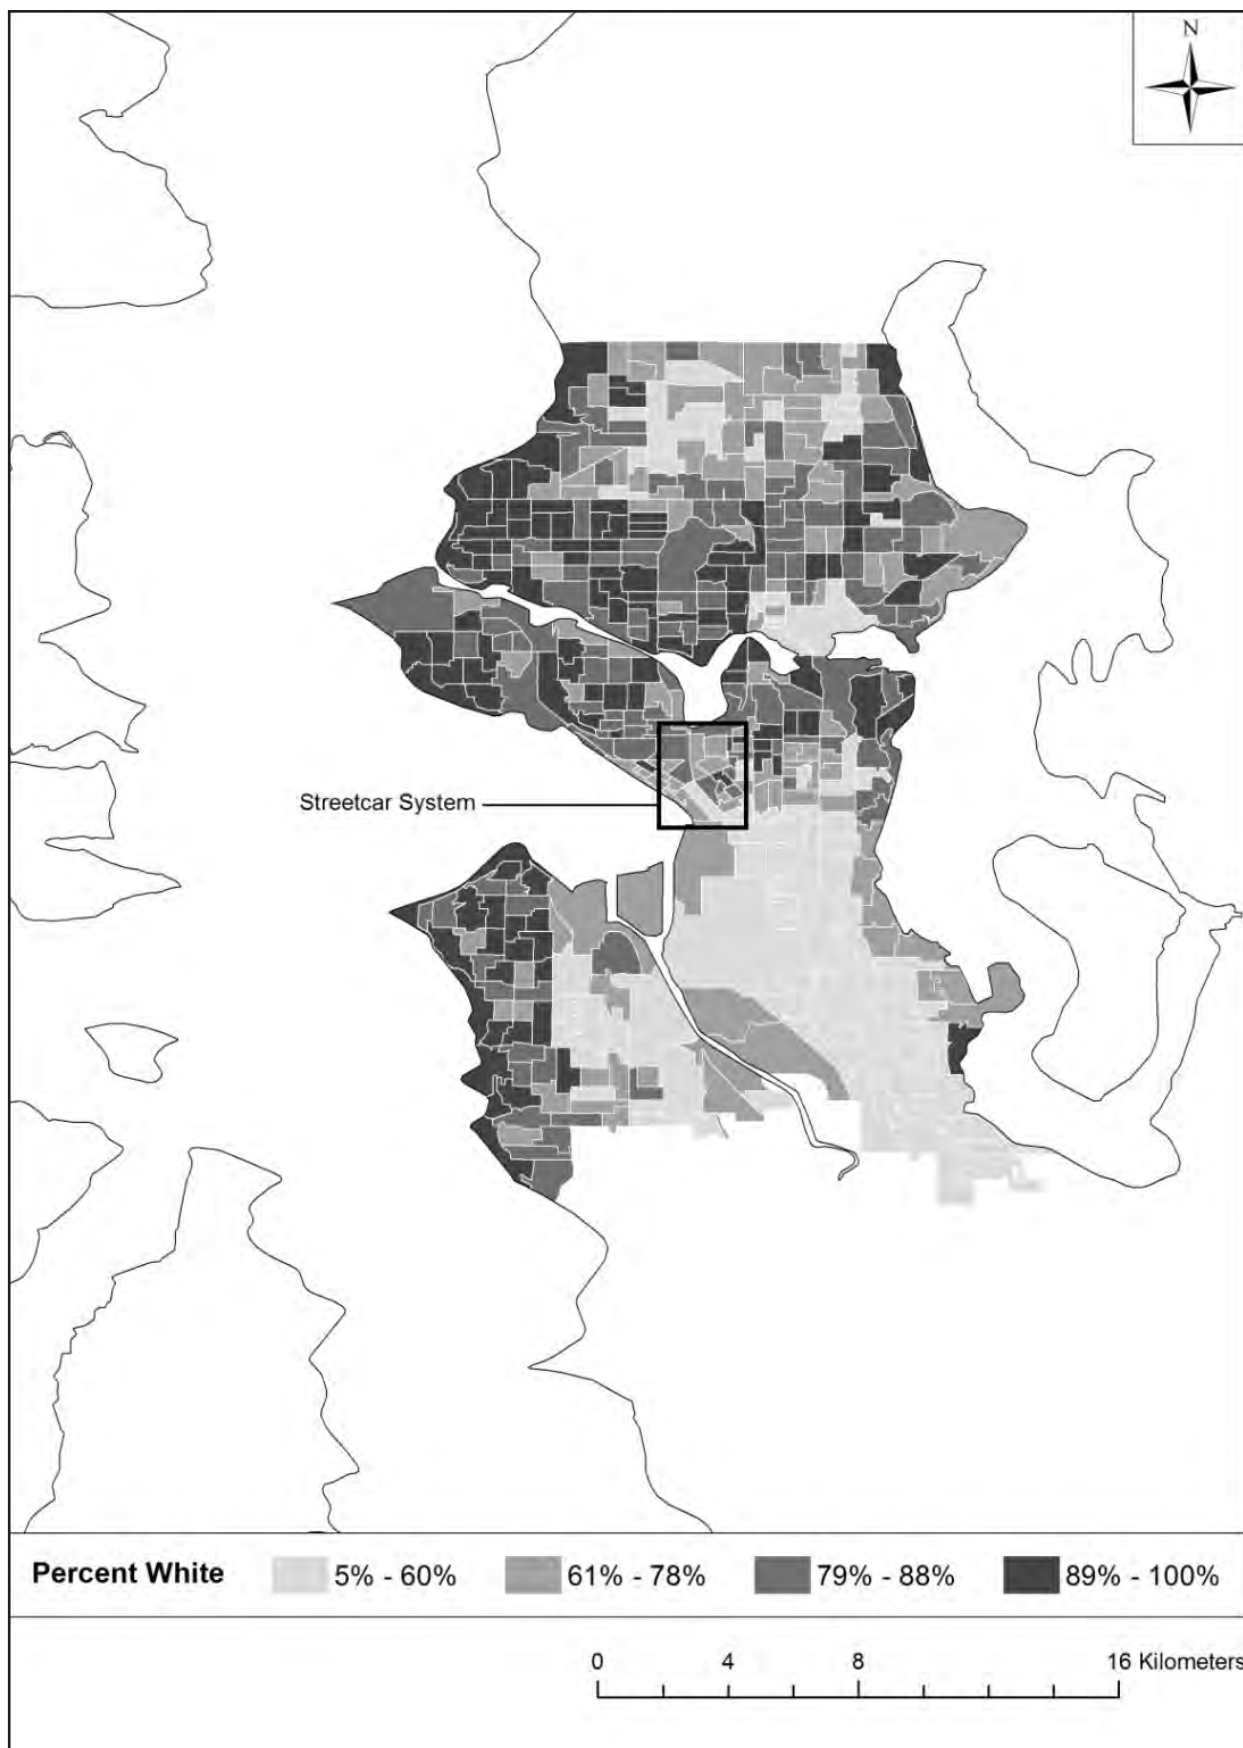 N
Streetcar System
Percent White 5% - 60% 61% - 78% 79% - 88% 89% - 100%
0 4 8 16 Kilometers